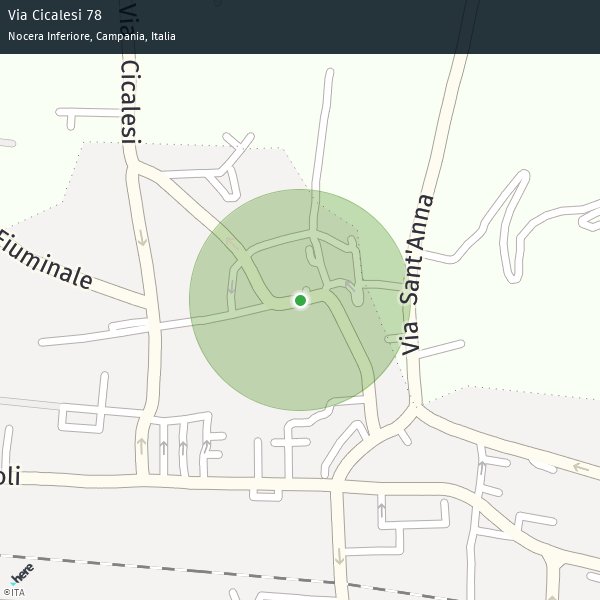 Via Cicalesi 78
Nocera Inferiore, Campania, Italia
Via Cicalesi
Via Sant'Anna
Fiuminale
oli
here
©ITA